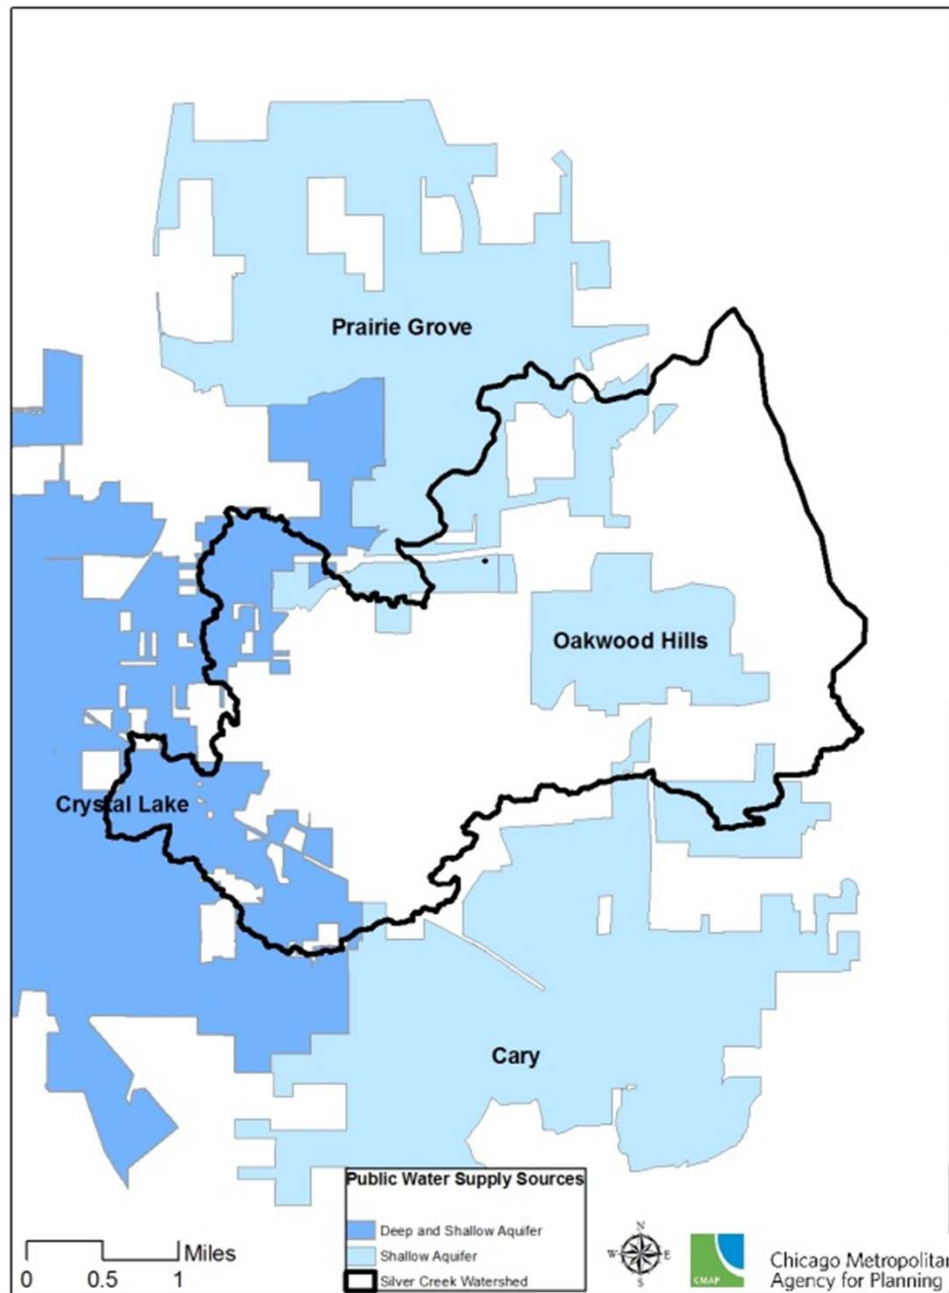 Prairie Grove
Oakwood Hills
Crystal Lake
Cary
Public Water Supply Sources
Deep and Shallow Aquifer
Shallow Aquifer
Silver Creek Watershed
0 0.5 1 Miles
N
W E
S
CMAP
Chicago Metropolitan
Agency for Planning